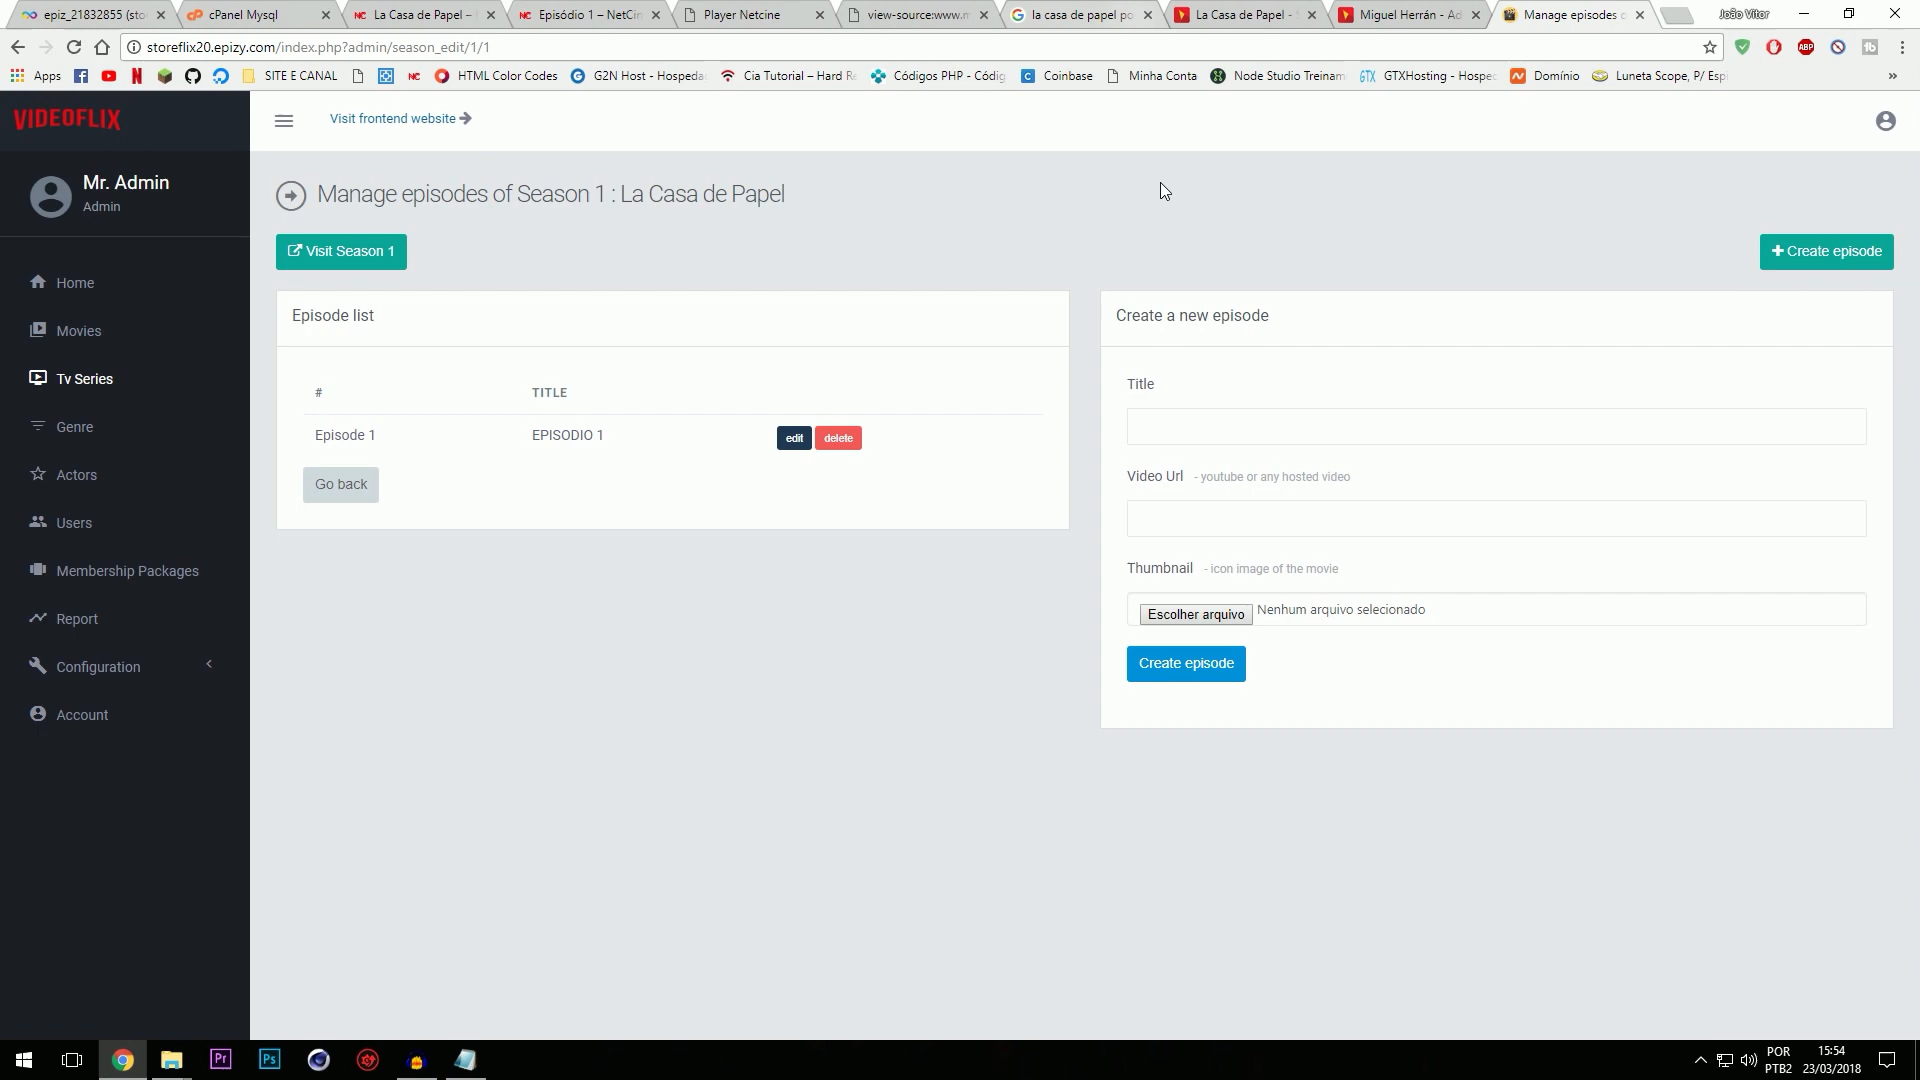 epiz_21832855 (sto
cPanel Mysql
La Casa de Papel –
Episódio 1 – NetCin
Player Netcine
view-source:www.m
la casa de papel po
La Casa de Papel - S
Miguel Herrán - Ad
Manage episodes o
João Vitor
storeflix20.epizy.com/index.php?admin/season_edit/1/1
Apps
SITE E CANAL
HTML Color Codes
G2N Host - Hospeda
Cia Tutorial – Hard Re
Códigos PHP - Códig
Coinbase
Minha Conta
Node Studio Treinam
GTXHosting - Hospec
Domínio
Luneta Scope, P/ Espi
VIDEOFLIX
Visit frontend website
Mr. Admin
Admin
Manage episodes of Season 1 : La Casa de Papel
Visit Season 1
Create episode
Home
Movies
Tv Series
Genre
Actors
Users
Membership Packages
Report
Configuration
Account
Episode list
# TITLE
Episode 1 EPISODIO 1 edit delete
Go back
Create a new episode
Title
Video Url - youtube or any hosted video
Thumbnail - icon image of the movie
Escolher arquivo Nenhum arquivo selecionado
Create episode
POR
PTB2
15:54
23/03/2018